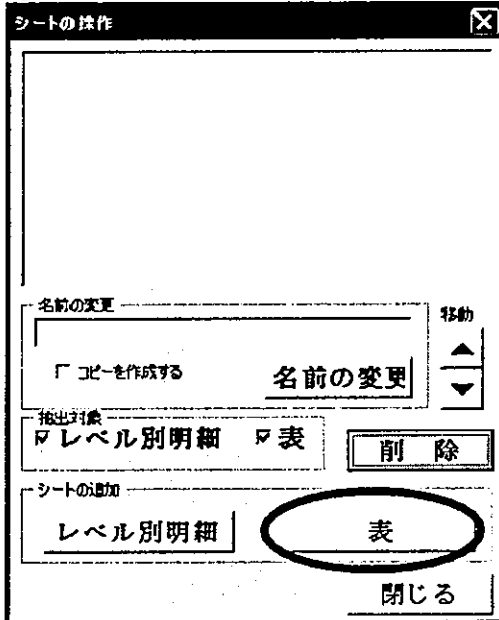 シートの操作
名前の変更
移動
コピーを作成する
名前の変更
抽出対象
レベル別明細 表
削 除
シートの追加
レベル別明細
表
閉じる